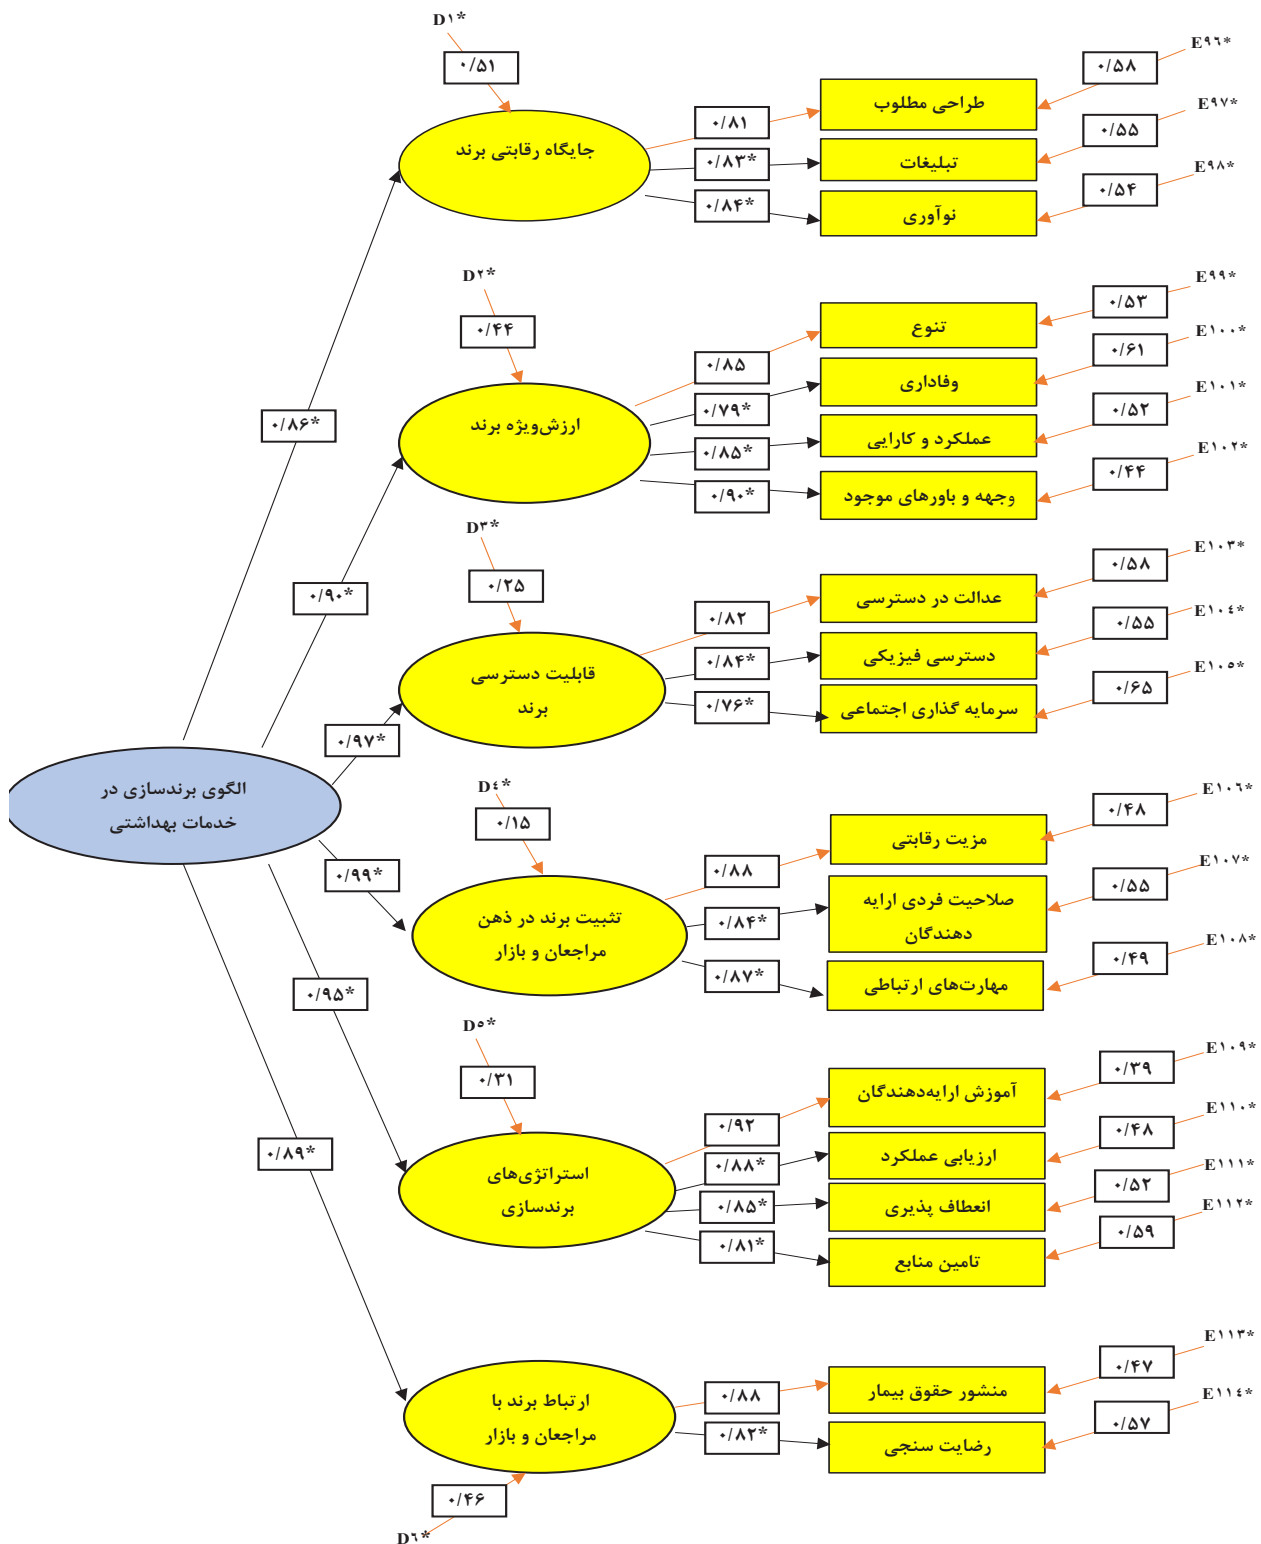 D۱*
۰/۵۱
جایگاه رقابتی برند
۰/۸۱
۰/۸۳*
۰/۸۴*
طراحی مطلوب
تبلیغات
نوآوری
۰/۵۸
۰/۵۵
۰/۵۴
E۹٦*
E۹۷*
E۹۸*
۰/۸۶*
D۲*
۰/۴۴
ارزش‌ویژه برند
۰/۸۵
۰/۷۹*
۰/۸۵*
۰/۹۰*
تنوع
وفاداری
عملکرد و کارایی
وجهه و باورهای موجود
۰/۵۳
۰/۶۱
۰/۵۲
۰/۴۴
E۹۹*
E۱۰۰*
E۱۰۱*
E۱۰۲*
۰/۹۰*
D۳*
۰/۲۵
قابلیت دسترسی
برند
۰/۸۲
۰/۸۴*
۰/۷۶*
عدالت در دسترسی
دسترسی فیزیکی
سرمایه گذاری اجتماعی
۰/۵۸
۰/۵۵
۰/۶۵
E۱۰۳*
E۱۰٤*
E۱۰٥*
۰/۹۷*
الگوی برندسازی در
خدمات بهداشتی
D٤*
۰/۱۵
تثبیت برند در ذهن
مراجعان و بازار
۰/۸۸
۰/۸۴*
۰/۸۷*
مزیت رقابتی
صلاحیت فردی ارایه
دهندگان
مهارت‌های ارتباطی
۰/۴۸
۰/۵۵
۰/۴۹
E۱۰٦*
E۱۰۷*
E۱۰۸*
۰/۹۹*
۰/۹۵*
D٥*
۰/۳۱
استراتژی‌های
برندسازی
۰/۹۲
۰/۸۸*
۰/۸۵*
۰/۸۱*
آموزش ارایه‌دهندگان
ارزیابی عملکرد
انعطاف پذیری
تامین منابع
۰/۳۹
۰/۴۸
۰/۵۲
۰/۵۹
E۱۰۹*
E۱۱۰*
E۱۱۱*
E۱۱۲*
۰/۸۹*
ارتباط برند با
مراجعان و بازار
۰/۸۸
۰/۸۲*
منشور حقوق بیمار
رضایت سنجی
۰/۴۷
۰/۵۷
E۱۱۳*
E۱۱٤*
۰/۴۶
D٦*